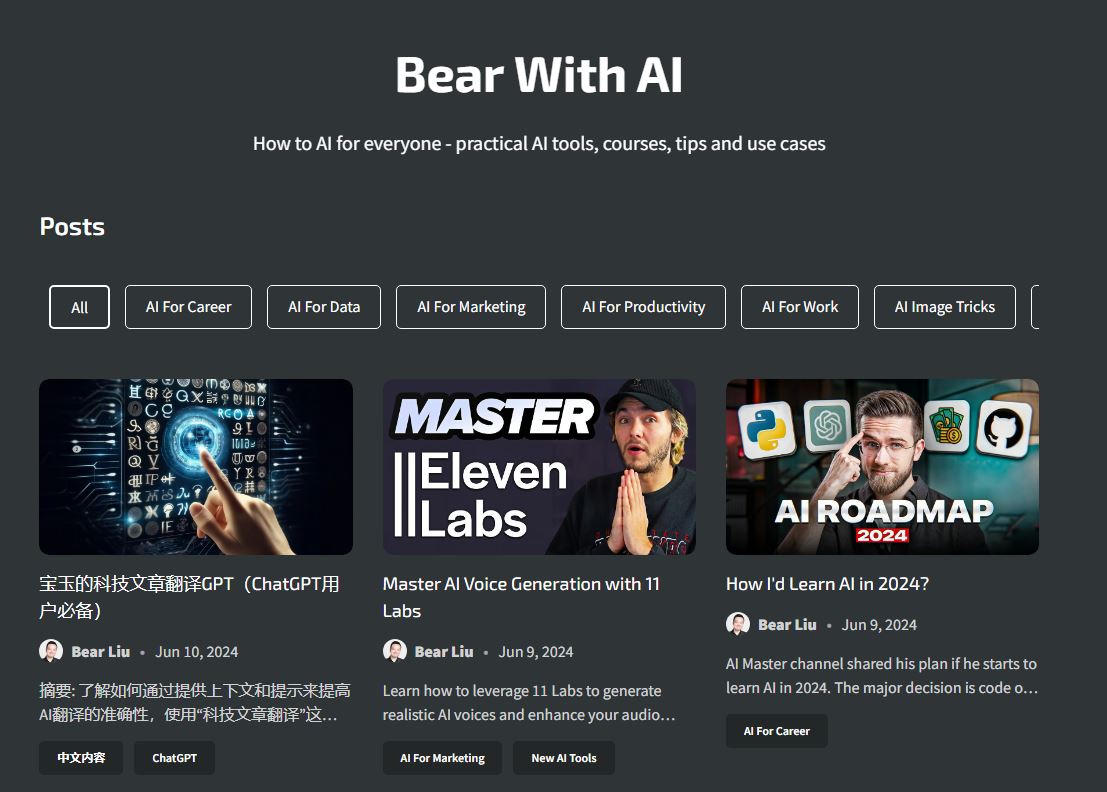 Bear With AI
How to AI for everyone - practical AI tools, courses, tips and use cases
Posts
All
AI For Career
AI For Data
AI For Marketing
AI For Productivity
AI For Work
AI Image Tricks
宝玉的科技文章翻译GPT（ChatGPT用
户必备）
Bear Liu • Jun 10, 2024
摘要: 了解如何通过提供上下文和提示来提高
AI翻译的准确性，使用“科技文章翻译”这…
中文内容
ChatGPT
MASTER
||Eleven
Labs
Master AI Voice Generation with 11
Labs
Bear Liu • Jun 9, 2024
Learn how to leverage 11 Labs to generate
realistic AI voices and enhance your audio…
AI For Marketing
New AI Tools
AI ROADMAP
2024
How I'd Learn AI in 2024?
Bear Liu • Jun 9, 2024
AI Master channel shared his plan if he starts to
learn AI in 2024. The major decision is code o…
AI For Career